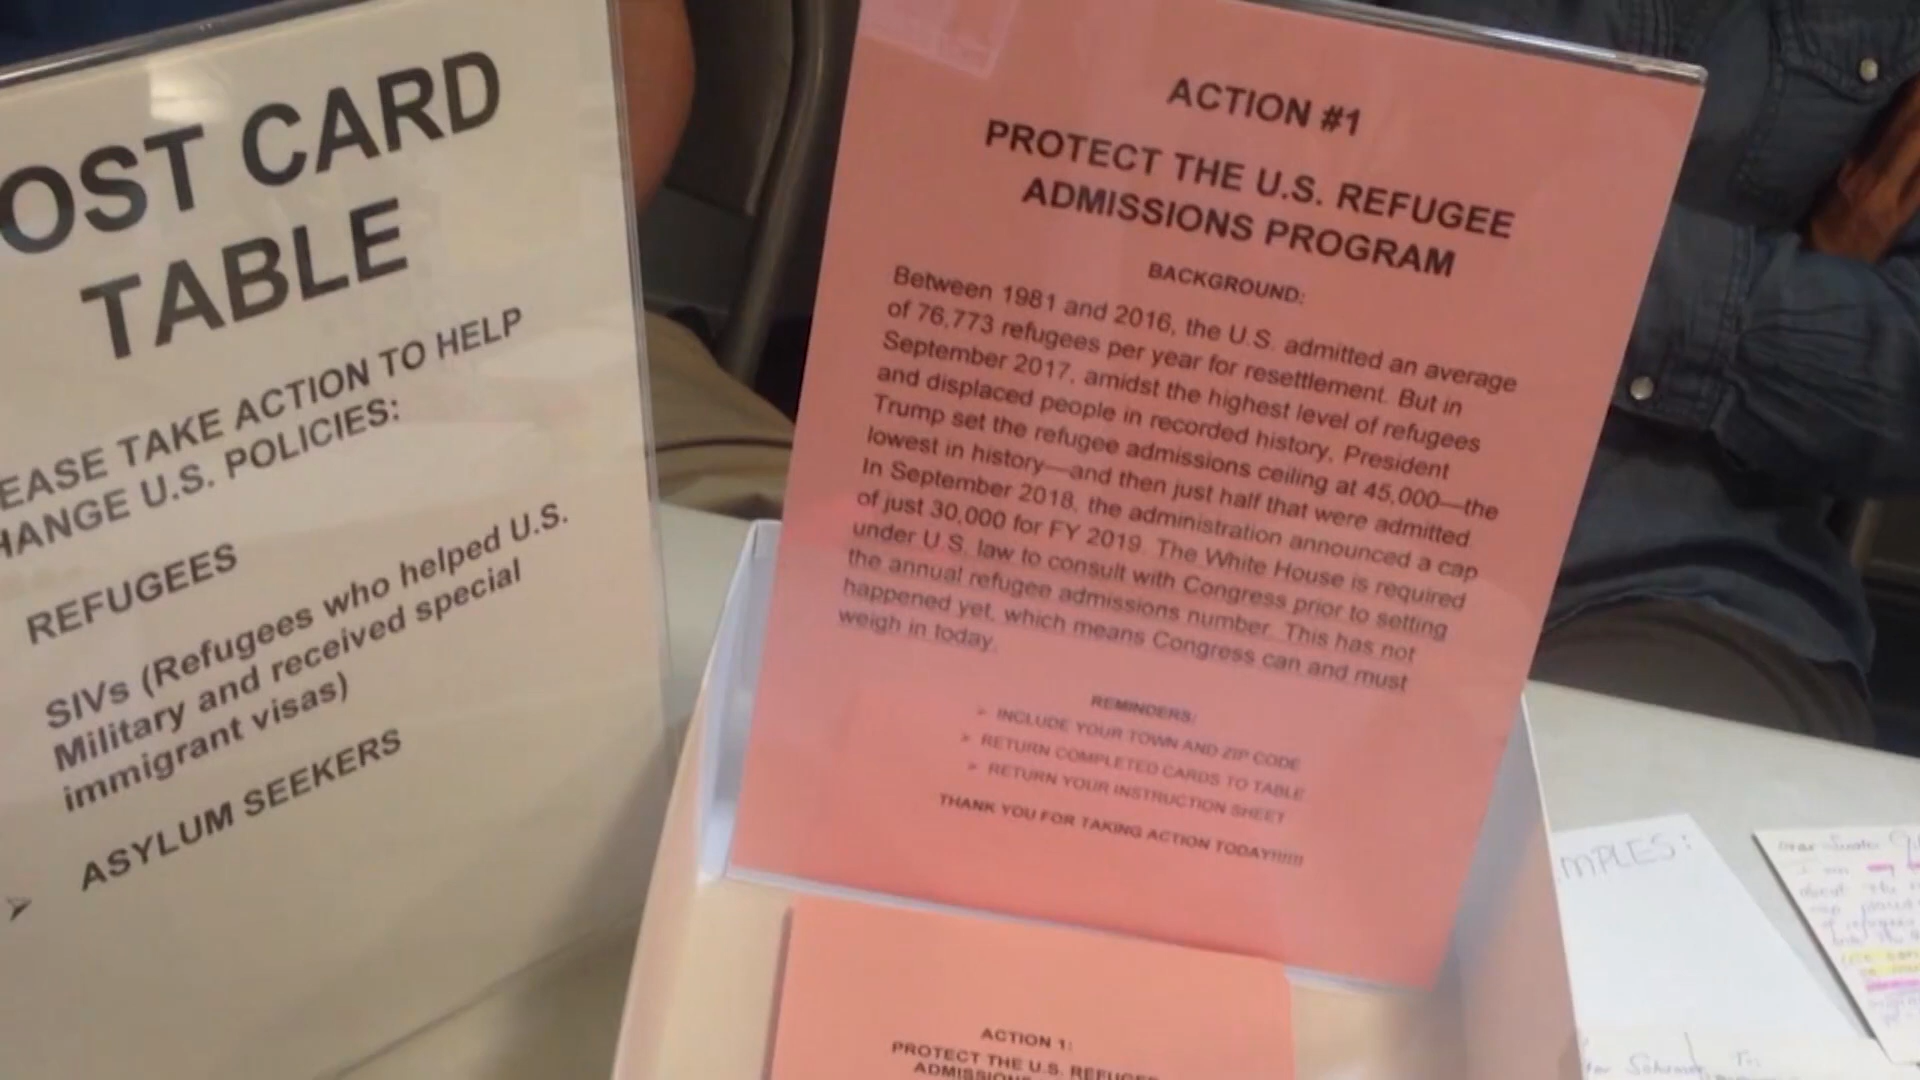 OST CARD
TABLE
EASE TAKE ACTION TO HELP
HANGE U.S. POLICIES:
REFUGEES
SIVs (Refugees who helped U.S.
Military and received special
immigrant visas)
ASYLUM SEEKERS
ACTION #1
PROTECT THE U.S. REFUGEE
ADMISSIONS PROGRAM
BACKGROUND:
Between 1981 and 2016, the U.S. admitted an average
of 76,773 refugees per year for resettlement. But in
September 2017, amidst the highest level of refugees
and displaced people in recorded history, President
Trump set the refugee admissions ceiling at 45,000—the
lowest in history—and then just half that were admitted.
In September 2018, the administration announced a cap
of just 30,000 for FY 2019. The White House is required
under U.S. law to consult with Congress prior to setting
the annual refugee admissions number. This has not
happened yet, which means Congress can and must
weigh in today.
REMINDERS:
➢ INCLUDE YOUR TOWN AND ZIP CODE
➢ RETURN COMPLETED CARDS TO TABLE
➢ RETURN YOUR INSTRUCTION SHEET
THANK YOU FOR TAKING ACTION TODAY!!!!!!
ACTION 1:
PROTECT THE U.S. REFUGEE
ADMISSIONS
MPLES: